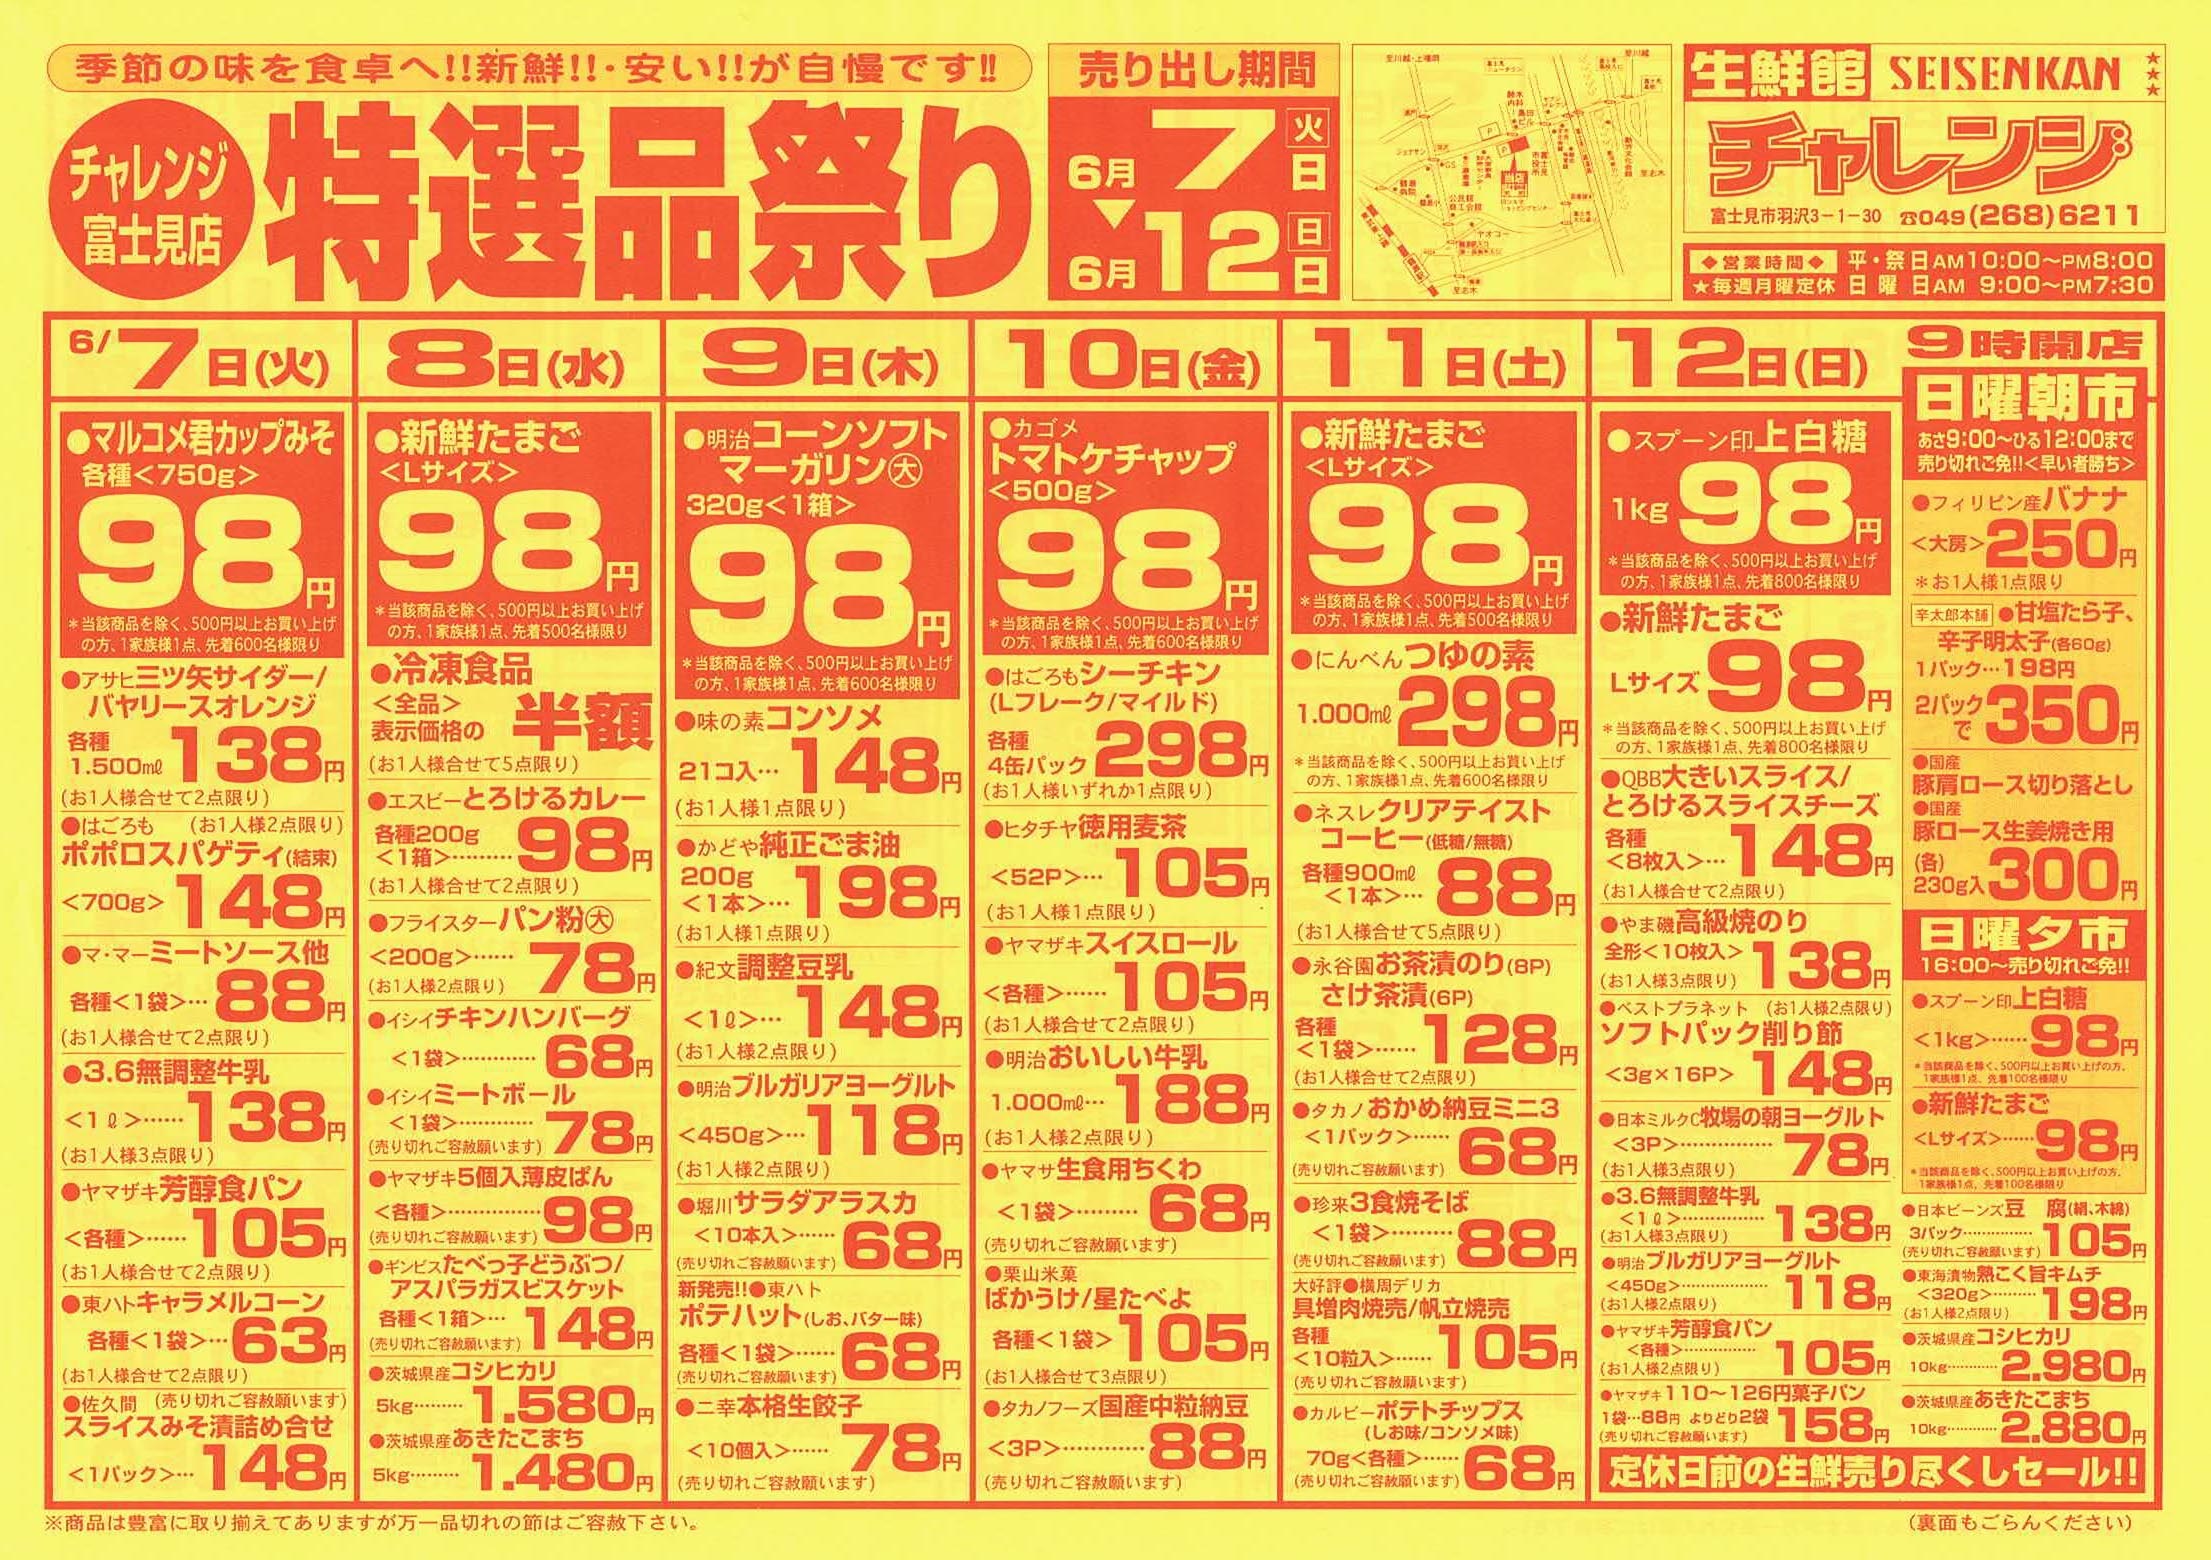 季節の味を食卓へ!!新鮮!!・安い!!が自慢です!!
チャレンジ
富士見店
特選品祭り
売り出し期間
6月7日火
▼
6月12日日
生鮮館 SEISENKAN ★★★
チャレンジ
富士見市羽沢3-1-30 ☎049(268)6211
◆営業時間◆ 平・祭日AM10:00〜PM8:00
★毎週月曜定休 日曜日AM 9:00〜PM7:30
6/7日(火)
●マルコメ君カップみそ
各種<750g>
98円
*当該商品を除く、500円以上お買い上げ
の方、1家族様1点、先着600名様限り
●アサヒ三ツ矢サイダー/
バヤリースオレンジ
各種
1.500㎖ 138円
(お1人様合せて2点限り)
●はごろも (お1人様2点限り)
ポポロスパゲティ(結束)
<700g> 148円
●マ・マーミートソース他
各種<1袋>… 88円
(お1人様合せて2点限り)
●3.6無調整牛乳
<1ℓ>…… 138円
(お1人様3点限り)
●ヤマザキ芳醇食パン
<各種>…… 105円
(お1人様合せて2点限り)
●東ハトキャラメルコーン
各種<1袋>… 63円
(お1人様合せて2点限り)
●佐久間 (売り切れご容赦願います)
スライスみそ漬詰め合せ
<1パック>… 148円
8日(水)
●新鮮たまご
<Lサイズ>
98円
*当該商品を除く、500円以上お買い上げ
の方、1家族様1点、先着500名様限り
●冷凍食品
<全品>
表示価格の 半額
(お1人様合せて5点限り)
●エスビーとろけるカレー
各種200g
<1箱>……… 98円
(お1人様合せて2点限り)
●フライスターパン粉㊅
<200g>…… 78円
(お1人様2点限り)
●イシイチキンハンバーグ
<1袋>………… 68円
●イシイミートボール
<1袋>………… 78円
(売り切れご容赦願います)
●ヤマザキ5個入薄皮ぱん
<各種>…………… 98円
(売り切れご容赦願います)
●ギンビスたべっ子どうぶつ/
アスパラガスビスケット
各種<1箱>… 148円
(売り切れご容赦願います)
●茨城県産コシヒカリ
5kg……… 1.580円
●茨城県産あきたこまち
5kg……… 1.480円
9日(木)
●明治コーンソフト
マーガリン大
320g<1箱>
98円
*当該商品を除く、500円以上お買い上げ
の方、1家族様1点、先着600名様限り
●味の素コンソメ
21コ入… 148円
(お1人様1点限り)
●かどや純正ごま油
200g
<1本>… 198円
(お1人様1点限り)
●紀文調整豆乳
<1ℓ>… 148円
(お1人様2点限り)
●明治ブルガリアヨーグルト
<450g>… 118円
(お1人様2点限り)
●堀川サラダアラスカ
<10本入>…… 68円
(売り切れご容赦願います)
新発売!!●東ハト
ポテハット(しお、バター味)
各種<1袋>…… 68円
(売り切れご容赦願います)
●二幸本格生餃子
<10個入>…… 78円
(売り切れご容赦願います)
10日(金)
●カゴメ
トマトケチャップ
<500g>
98円
*当該商品を除く、500円以上お買い上げ
の方、1家族様1点、先着600名様限り
●はごろもシーチキン
(Lフレーク/マイルド)
各種
4缶パック 298円
(お1人様いずれか1点限り)
●ヒタチヤ徳用麦茶
<52P>… 105円
(お1人様1点限り)
●ヤマザキスイスロール
<各種>…… 105円
(お1人様合せて2点限り)
●明治おいしい牛乳
1.000㎖… 188円
(お1人様2点限り)
●ヤマサ生食用ちくわ
<1袋>……… 68円
(売り切れご容赦願います)
●栗山米菓
ばかうけ/星たべよ
各種<1袋> 105円
(お1人様合せて3点限り)
●タカノフーズ国産中粒納豆
<3P>………… 88円
(売り切れご容赦願います)
11日(土)
●新鮮たまご
<Lサイズ>
98円
*当該商品を除く、500円以上お買い上げ
の方、1家族様1点、先着500名様限り
●にんべんつゆの素
1.000㎖ 298円
*当該商品を除く、500円以上お買い上げ
の方、1家族様1点、先着600名様限り
●ネスレクリアテイスト
コーヒー(低糖/無糖)
各種900㎖
<1本>… 88円
(お1人様合せて5点限り)
●永谷園お茶漬のり(8P)
さけ茶漬(6P)
各種
<1袋>…… 128円
(お1人様合せて2点限り)
●タカノおかめ納豆ミニ3
<1パック>…… 68円
(売り切れご容赦願います)
●珍来3食焼そば
<1袋>……… 88円
(売り切れご容赦願います)
大好評●横周デリカ
具増肉焼売/帆立焼売
各種
<10粒入>…… 105円
(売り切れご容赦願います)
●カルビーポテトチップス
(しお味/コンソメ味)
70g<各種>…… 68円
(売り切れご容赦願います)
12日(日)
●スプーン印上白糖
1kg 98円
*当該商品を除く、500円以上お買い上げ
の方、1家族様1点、先着800名様限り
●新鮮たまご
Lサイズ 98円
*当該商品を除く、500円以上お買い上げ
の方、1家族様1点、先着800名様限り
●QBB大きいスライス/
とろけるスライスチーズ
各種
<8枚入>… 148円
(お1人様合せて2点限り)
●やま磯高級焼のり
全形<10枚入> 138円
(お1人様3点限り)
●ベストプラネット (お1人様2点限り)
ソフトパック削り節
<3g×16P> 148円
●日本ミルクC牧場の朝ヨーグルト
<3P>…………… 78円
(お1人様3点限り)
●3.6無調整牛乳
<1ℓ>…………… 138円
(お1人様3点限り)
●明治ブルガリアヨーグルト
<450g>…………… 118円
(お1人様2点限り)
●ヤマザキ芳醇食パン
<各種>…………… 105円
(お1人様2点限り)
●ヤマザキ110〜126円菓子パン
1袋…88円 よりどり2袋 158円
(売り切れご容赦願います)
9時開店
日曜朝市
あさ9:00〜ひる12:00まで
売り切れご免!!<早い者勝ち>
●フィリピン産バナナ
<大房>250円
*お1人様1点限り
辛太郎本舗 ●甘塩たら子、
辛子明太子(各60g)
1パック…198円
2パックで 350円
●国産
豚肩ロース切り落とし
●国産
豚ロース生姜焼き用
(各)
230g入 300円
日曜夕市
16:00〜売り切れご免!!
●スプーン印上白糖
<1kg>…… 98円
*当該商品を除く、500円以上お買い上げの方、
1家族様1点、先着100名様限り
●新鮮たまご
<Lサイズ>…… 98円
*当該商品を除く、500円以上お買い上げの方、
1家族様1点、先着100名様限り
●日本ビーンズ豆 腐(絹、木綿)
3パック…………… 105円
(売り切れご容赦願います)
●東海漬物熟こく旨キムチ
<320g>……… 198円
(お1人様2点限り)
●茨城県産コシヒカリ
10kg………… 2.980円
●茨城県産あきたこまち
10kg………… 2.880円
定休日前の生鮮売り尽くしセール!!
※商品は豊富に取り揃えてありますが万一品切れの節はご容赦下さい。
(裏面もごらんください)